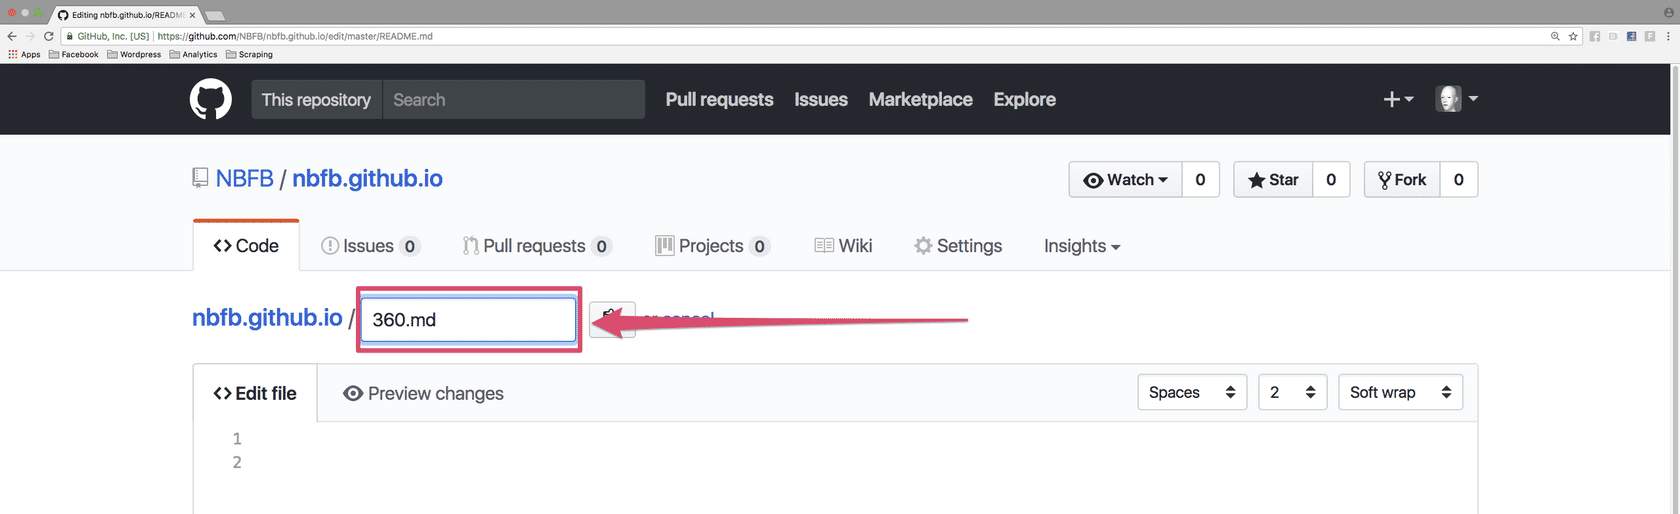 Editing nbfb.github.io/READM
GitHub, Inc. [US] | https://github.com/NBFB/nbfb.github.io/edit/master/README.md
Apps Facebook Wordpress Analytics Scraping
This repository Search Pull requests Issues Marketplace Explore
NBFB / nbfb.github.io Watch 0 Star 0 Fork 0
Code Issues 0 Pull requests 0 Projects 0 Wiki Settings Insights
nbfb.github.io / 360.md or cancel
Edit file Preview changes Spaces 2 Soft wrap
1
2